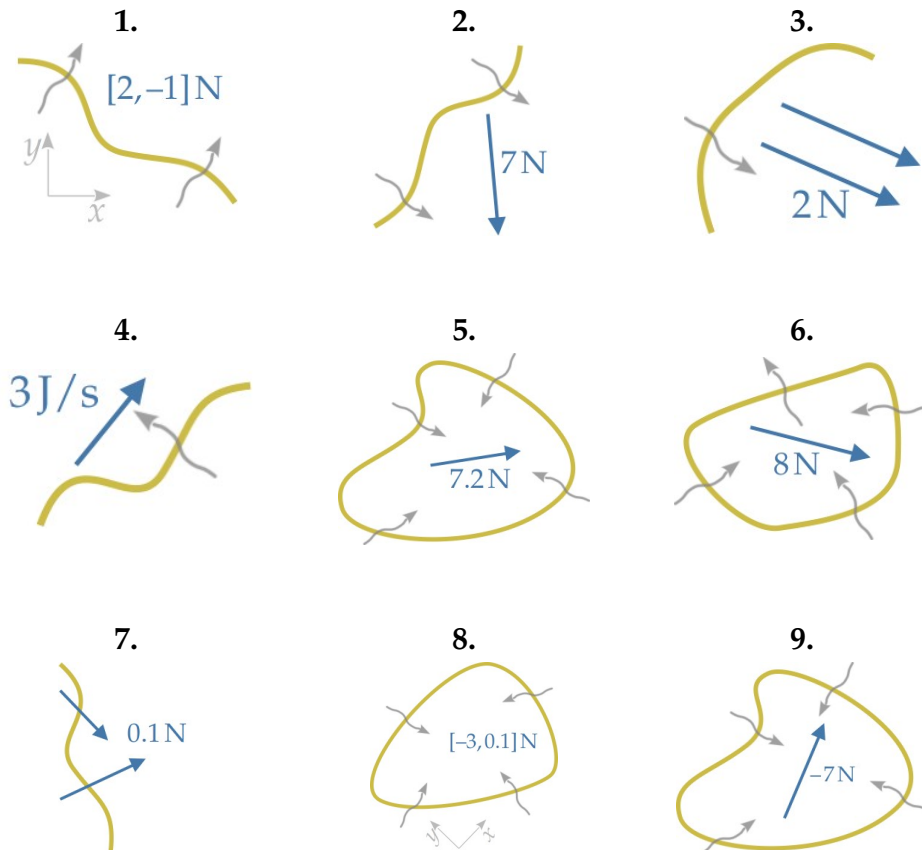 1.
[2,–1] N
y
x
2.
7 N
3.
2 N
4.
3 J/s
5.
7.2 N
6.
8 N
7.
0.1 N
8.
[–3,0.1] N
y
x
9.
–7 N